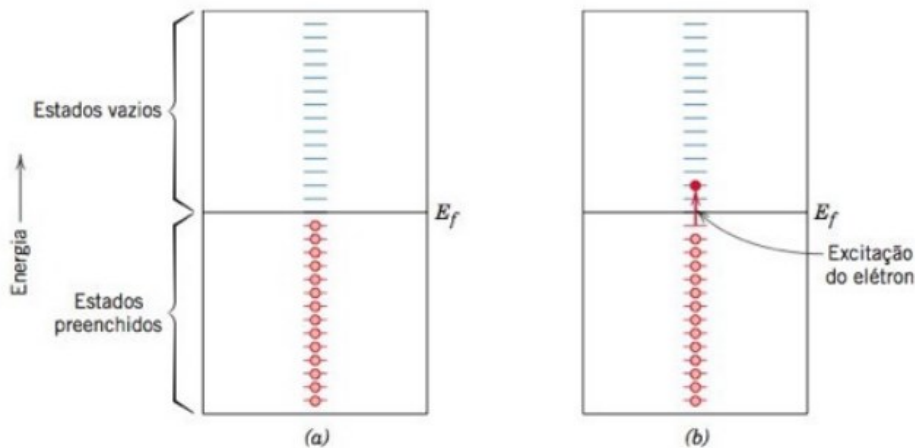 Energia
Estados vazios
Estados
preenchidos
E_f
(a)
E_f
Excitação
do elétron
(b)